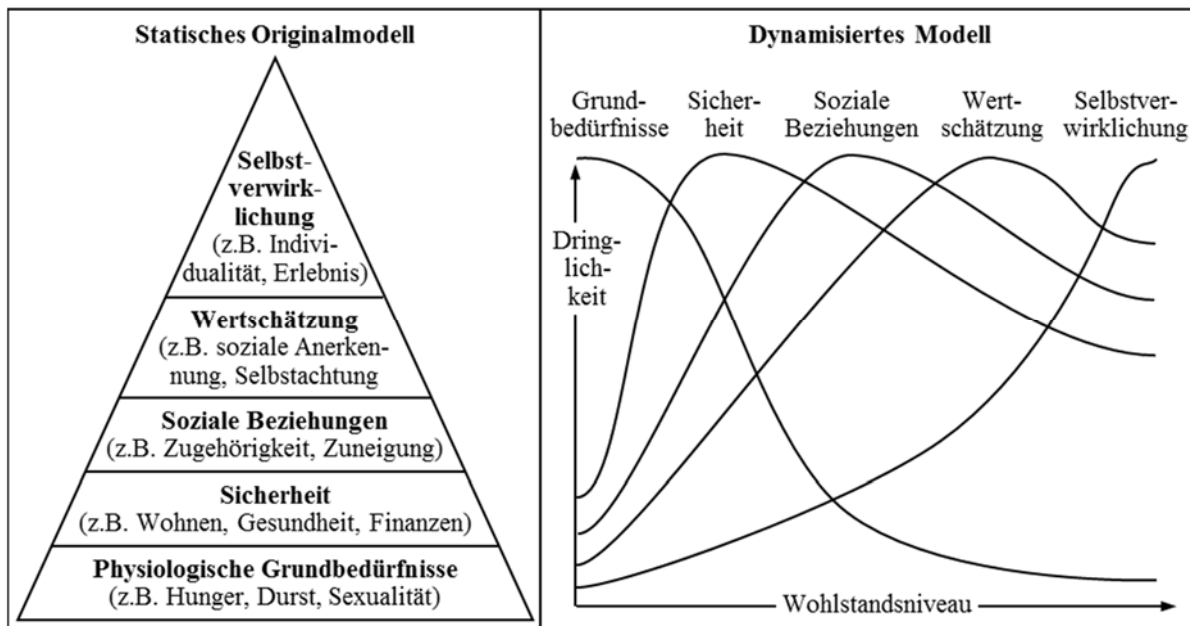 Statisches Originalmodell
Selbst-
verwirk-
lichung
(z.B. Indivi-
dualität, Erlebnis)
Wertschätzung
(z.B. soziale Anerken-
nung, Selbstachtung
Soziale Beziehungen
(z.B. Zugehörigkeit, Zuneigung)
Sicherheit
(z.B. Wohnen, Gesundheit, Finanzen)
Physiologische Grundbedürfnisse
(z.B. Hunger, Durst, Sexualität)
Dynamisiertes Modell
Grund-
bedürfnisse
Sicher-
heit
Soziale
Beziehungen
Wert-
schätzung
Selbstver-
wirklichung
Dring-
lich-
keit
Wohlstandsniveau